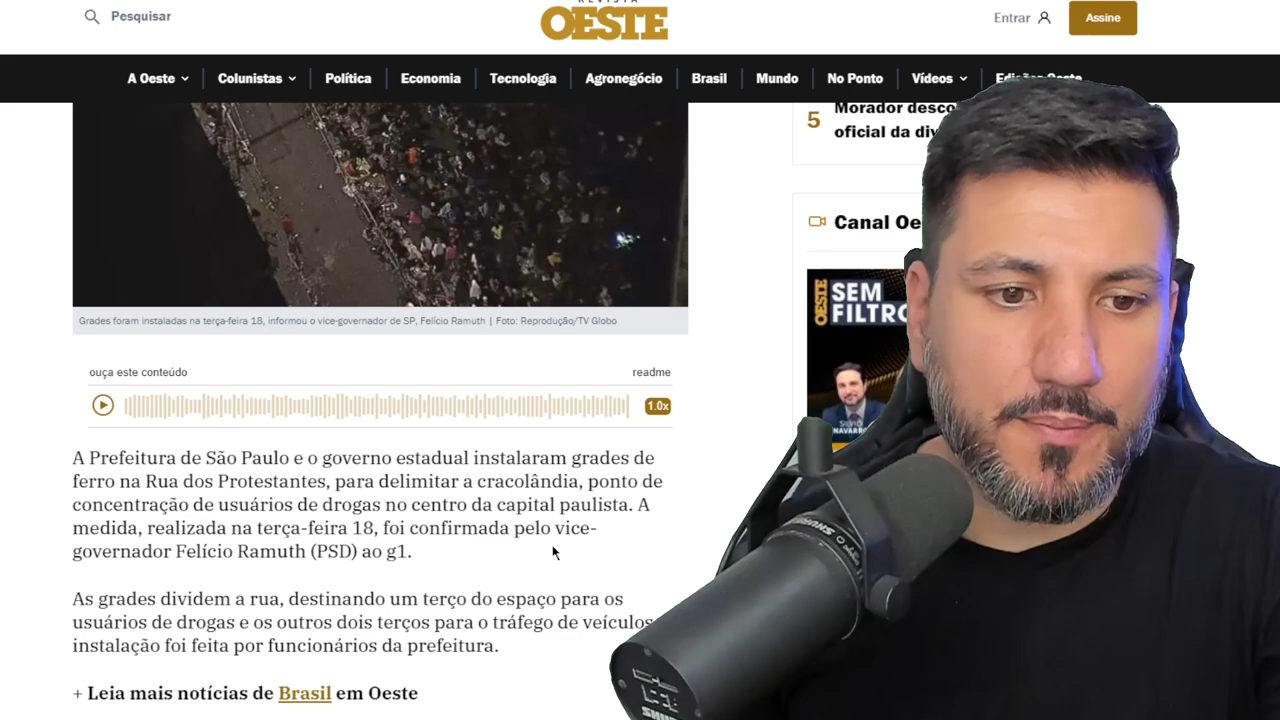 REVISTA
OESTE
Pesquisar
Entrar
Assine
A Oeste
Colunistas
Política
Economia
Tecnologia
Agronegócio
Brasil
Mundo
No Ponto
Vídeos
Edições Oeste
5
Morador desco
oficial da div
Canal Oe
OESTE
SEM
FILTRO
SILVIO
NAVARRO
Grades foram instaladas na terça-feira 18, informou o vice-governador de SP, Felício Ramuth | Foto: Reprodução/TV Globo
ouça este conteúdo
readme
1.0x
A Prefeitura de São Paulo e o governo estadual instalaram grades de
ferro na Rua dos Protestantes, para delimitar a cracolândia, ponto de
concentração de usuários de drogas no centro da capital paulista. A
medida, realizada na terça-feira 18, foi confirmada pelo vice-
governador Felício Ramuth (PSD) ao g1.
As grades dividem a rua, destinando um terço do espaço para os
usuários de drogas e os outros dois terços para o tráfego de veículos
instalação foi feita por funcionários da prefeitura.
+ Leia mais notícias de Brasil em Oeste
SHURE